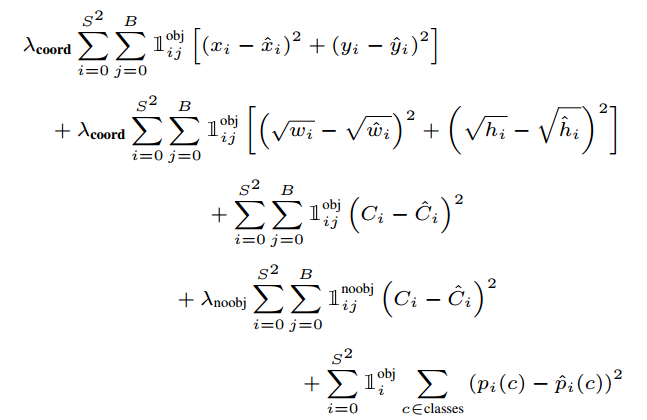 λcoord ∑_{i=0}^{S²} ∑_{j=0}^{B} 𝟙_{ij}^{obj} [(x_i − x̂_i)² + (y_i − ŷ_i)²]
+ λcoord ∑_{i=0}^{S²} ∑_{j=0}^{B} 𝟙_{ij}^{obj} [(√w_i − √ŵ_i)² + (√h_i − √ĥ_i)²]
+ ∑_{i=0}^{S²} ∑_{j=0}^{B} 𝟙_{ij}^{obj} (C_i − Ĉ_i)²
+ λnoobj ∑_{i=0}^{S²} ∑_{j=0}^{B} 𝟙_{ij}^{noobj} (C_i − Ĉ_i)²
+ ∑_{i=0}^{S²} 𝟙_{i}^{obj} ∑_{c∈classes} (p_i(c) − p̂_i(c))²